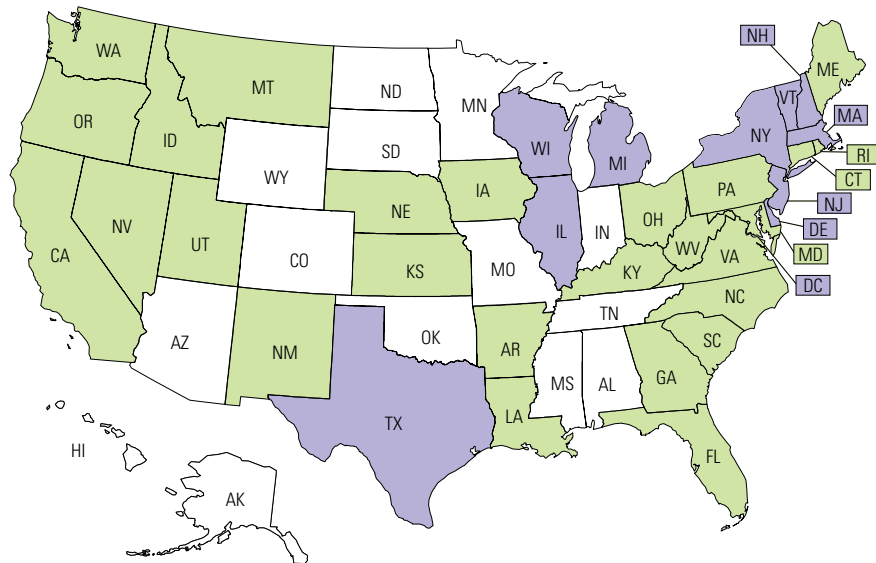 NH
WA
ME
MT
ND
VT
MN
MA
OR
NY
ID
WI
SD
RI
MI
WY
CT
PA
IA
NE
NJ
OH
NV
IL
IN
DE
UT
WV
CA
MD
CO
VA
KS
MO
KY
DC
NC
TN
OK
AZ
SC
NM
AR
MS
AL
GA
LA
TX
HI
FL
AK